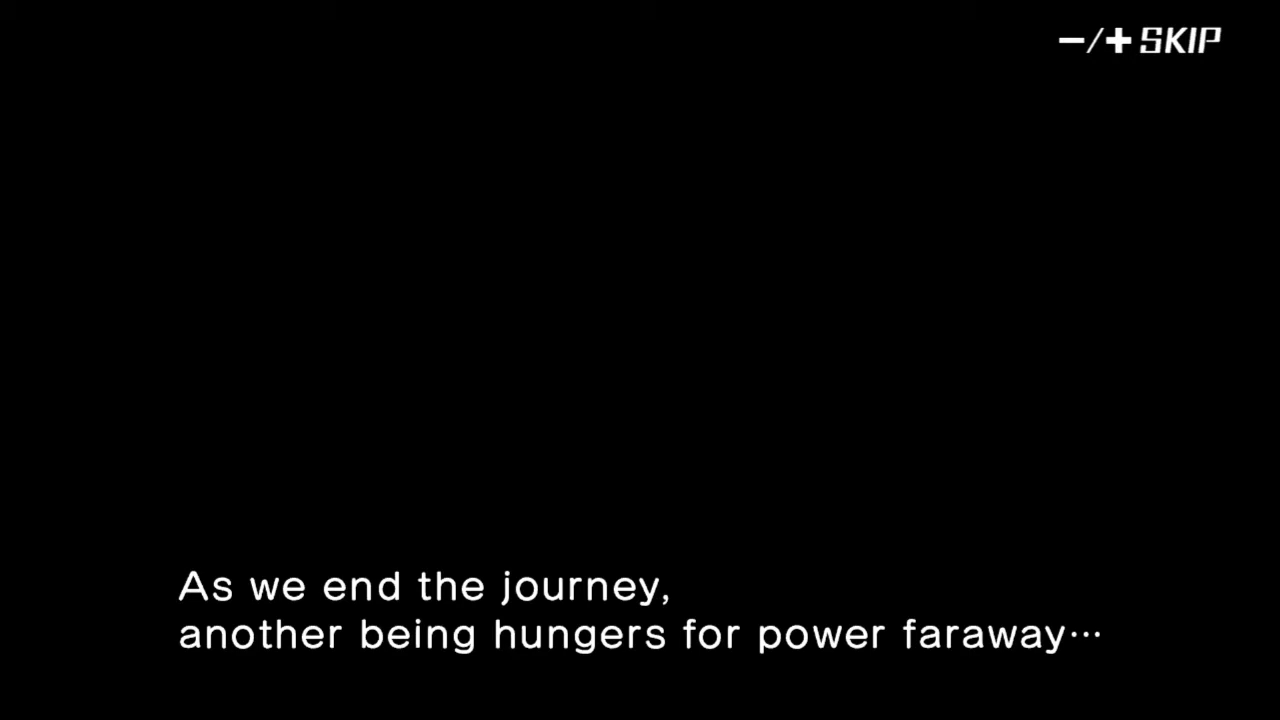 −/+ SKIP
As we end the journey,
another being hungers for power faraway…